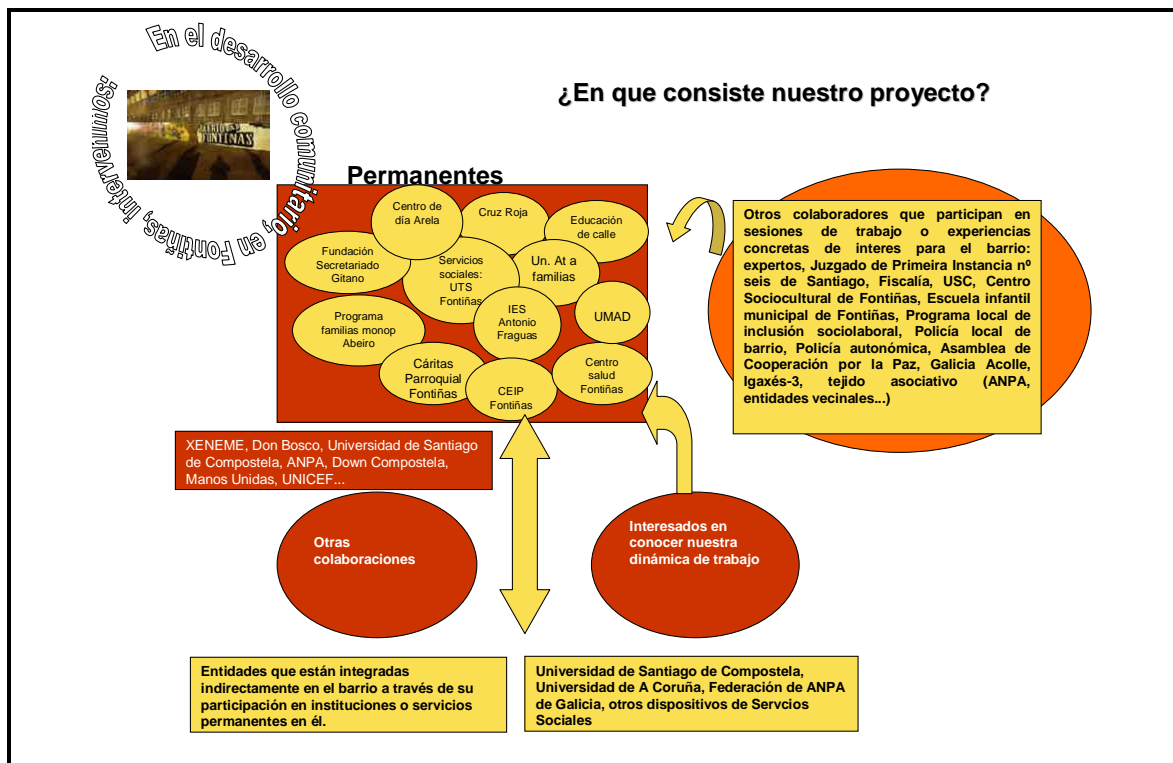 En el desarrollo comunitario, en Fontiñas, intervenimos:
FONTIÑAS
¿En que consiste nuestro proyecto?
Permanentes
Centro de
día Arela
Cruz Roja
Educación
de calle
Fundación
Secretariado
Gitano
Servicios
sociales:
UTS
Fontiñas
Un. At a
familias
Programa
familias monop
Abeiro
IES
Antonio
Fraguas
UMAD
Cáritas
Parroquial
Fontiñas
CEIP
Fontiñas
Centro
salud
Fontiñas
Otros colaboradores que participan en
sesiones de trabajo o experiencias
concretas de interes para el barrio:
expertos, Juzgado de Primeira Instancia nº
seis de Santiago, Fiscalía, USC, Centro
Sociocultural de Fontiñas, Escuela infantil
municipal de Fontiñas, Programa local de
inclusión sociolaboral, Policía local de
barrio, Policía autonómica, Asamblea de
Cooperación por la Paz, Galicia Acolle,
Igaxés-3, tejido asociativo (ANPA,
entidades vecinales...)
XENEME, Don Bosco, Universidad de Santiago
de Compostela, ANPA, Down Compostela,
Manos Unidas, UNICEF...
Otras
colaboraciones
Interesados en
conocer nuestra
dinámica de trabajo
Entidades que están integradas
indirectamente en el barrio a través de su
participación en instituciones o servicios
permanentes en él.
Universidad de Santiago de Compostela,
Universidad de A Coruña, Federación de ANPA
de Galicia, otros dispositivos de Servcios
Sociales